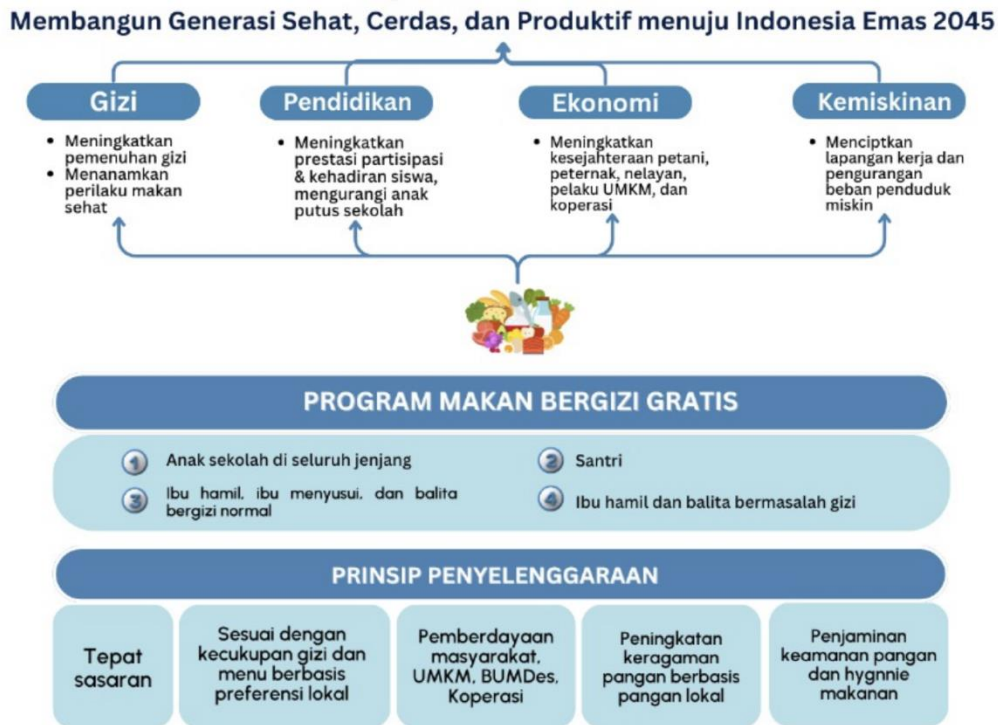 Membangun Generasi Sehat, Cerdas, dan Produktif menuju Indonesia Emas 2045
Gizi
• Meningkatkan
pemenuhan gizi
• Menanamkan
perilaku makan
sehat
Pendidikan
• Meningkatkan
prestasi partisipasi
& kehadiran siswa,
mengurangi anak
putus sekolah
Ekonomi
• Meningkatkan
kesejahteraan petani,
peternak, nelayan,
pelaku UMKM, dan
koperasi
Kemiskinan
• Menciptkan
lapangan kerja dan
pengurangan
beban penduduk
miskin
PROGRAM MAKAN BERGIZI GRATIS
1 Anak sekolah di seluruh jenjang
2 Santri
3 Ibu hamil, ibu menyusui, dan balita
bergizi normal
4 Ibu hamil dan balita bermasalah gizi
PRINSIP PENYELENGGARAAN
Tepat
sasaran
Sesuai dengan
kecukupan gizi dan
menu berbasis
preferensi lokal
Pemberdayaan
masyarakat,
UMKM, BUMDes,
Koperasi
Peningkatan
keragaman
pangan berbasis
pangan lokal
Penjaminan
keamanan pangan
dan hygnnie
makanan